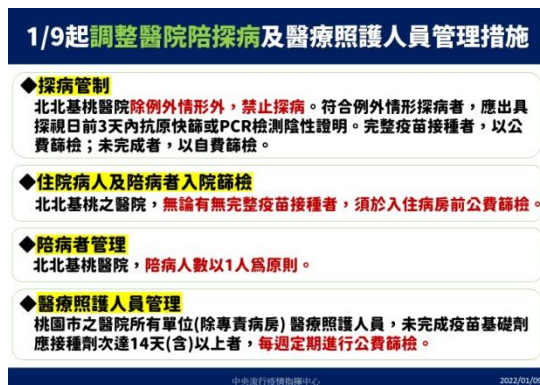 1/9起調整醫院陪探病及醫療照護人員管理措施
◆探病管制
北北基桃醫院除例外情形外，禁止探病。符合例外情形探病者，應出具
探視日前3天內抗原快篩或PCR檢測陰性證明。完整疫苗接種者，以公
費篩檢；未完成者，以自費篩檢。
◆住院病人及陪病者入院篩檢
北北基桃之醫院，無論有無完整疫苗接種者，須於入住病房前公費篩檢。
◆陪病者管理
北北基桃醫院，陪病人數以1人爲原則。
◆醫療照護人員管理
桃園市之醫院所有單位(除專責病房) 醫療照護人員，未完成疫苗基礎劑
應接種劑次達14天(含)以上者，每週定期進行公費篩檢。
中央流行疫情指揮中心
2022/01/09